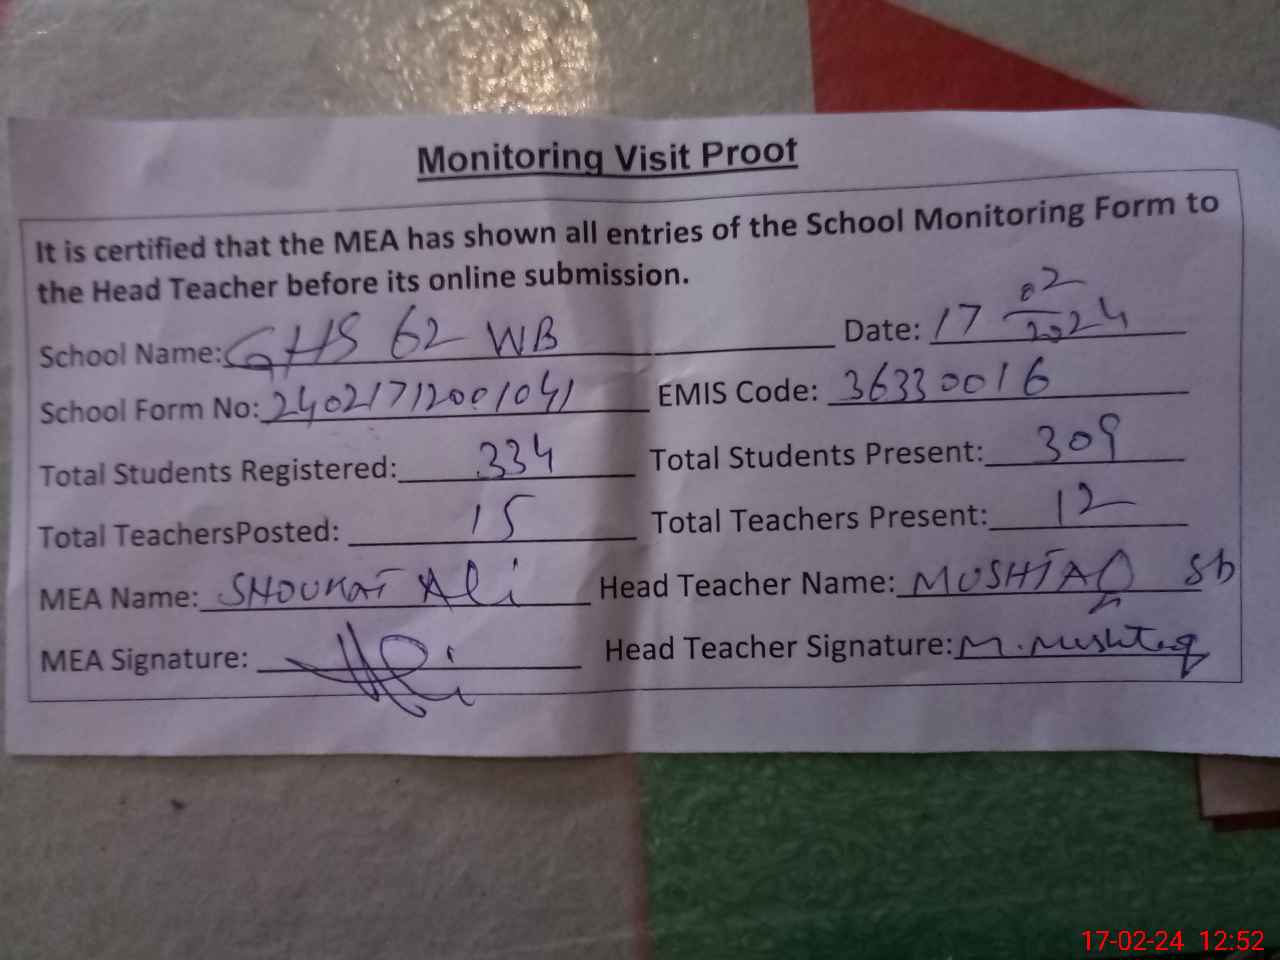 Monitoring Visit Proof
It is certified that the MEA has shown all entries of the School Monitoring Form to
the Head Teacher before its online submission.
School Name: GHS 62 WB Date: 17 02/2024
School Form No: 24021712001041 EMIS Code: 36330016
Total Students Registered: 334 Total Students Present: 309
Total TeachersPosted: 15 Total Teachers Present: 12
MEA Name: SHOUKAT Ali Head Teacher Name: MUSHTAQ Sb
MEA Signature: Ali Head Teacher Signature: M. Mushtaq
17-02-24 12:52